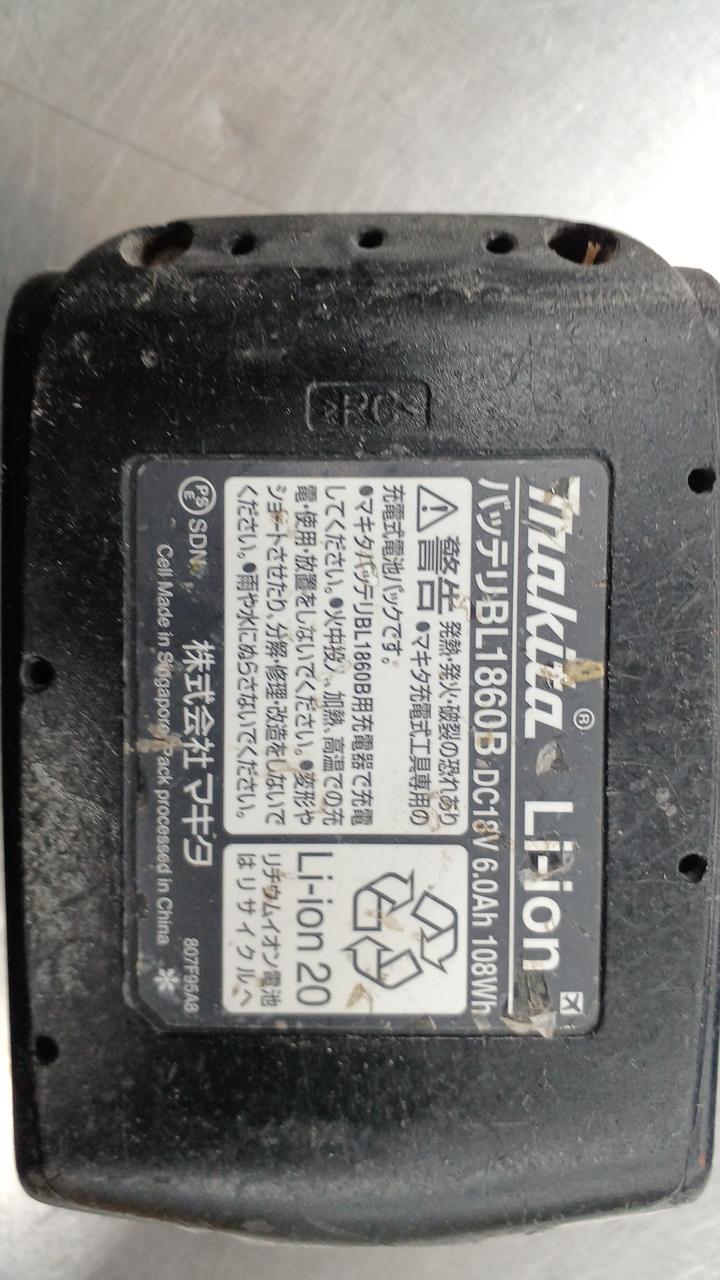 >RC<
makita® Li-ion
バッテリBL1860B DC18V 6.0Ah 108Wh
警告 発熱・発火・破裂の恐れあり
●マキタ充電式工具専用の
充電式電池パックです。
●マキタバッテリBL1860B用充電器で充電
してください。●火中投入、加熱、高温での充
電・使用・放置をしないでください。●変形や
ショートさせたり、分解・修理・改造をしないで
ください。●雨や水にぬらさないでください。
Li-ion 20
リチウムイオン電池
はリサイクルへ
PS
E
SDN
株式会社マキタ
Cell Made in Singapore/Pack processed in China
807F95A8